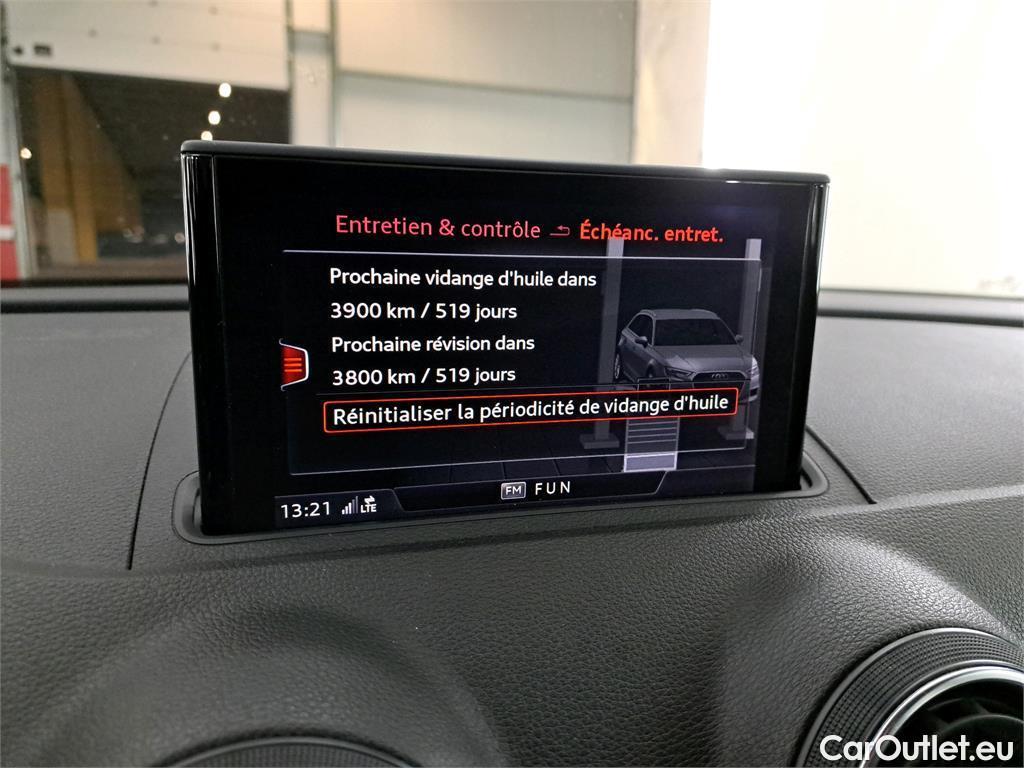 Entretien & contrôle Échéanc. entret.
Prochaine vidange d'huile dans
3900 km / 519 jours
Prochaine révision dans
3800 km / 519 jours
Réinitialiser la périodicité de vidange d'huile
FM FUN
13:21 LTE
CarOutlet.eu